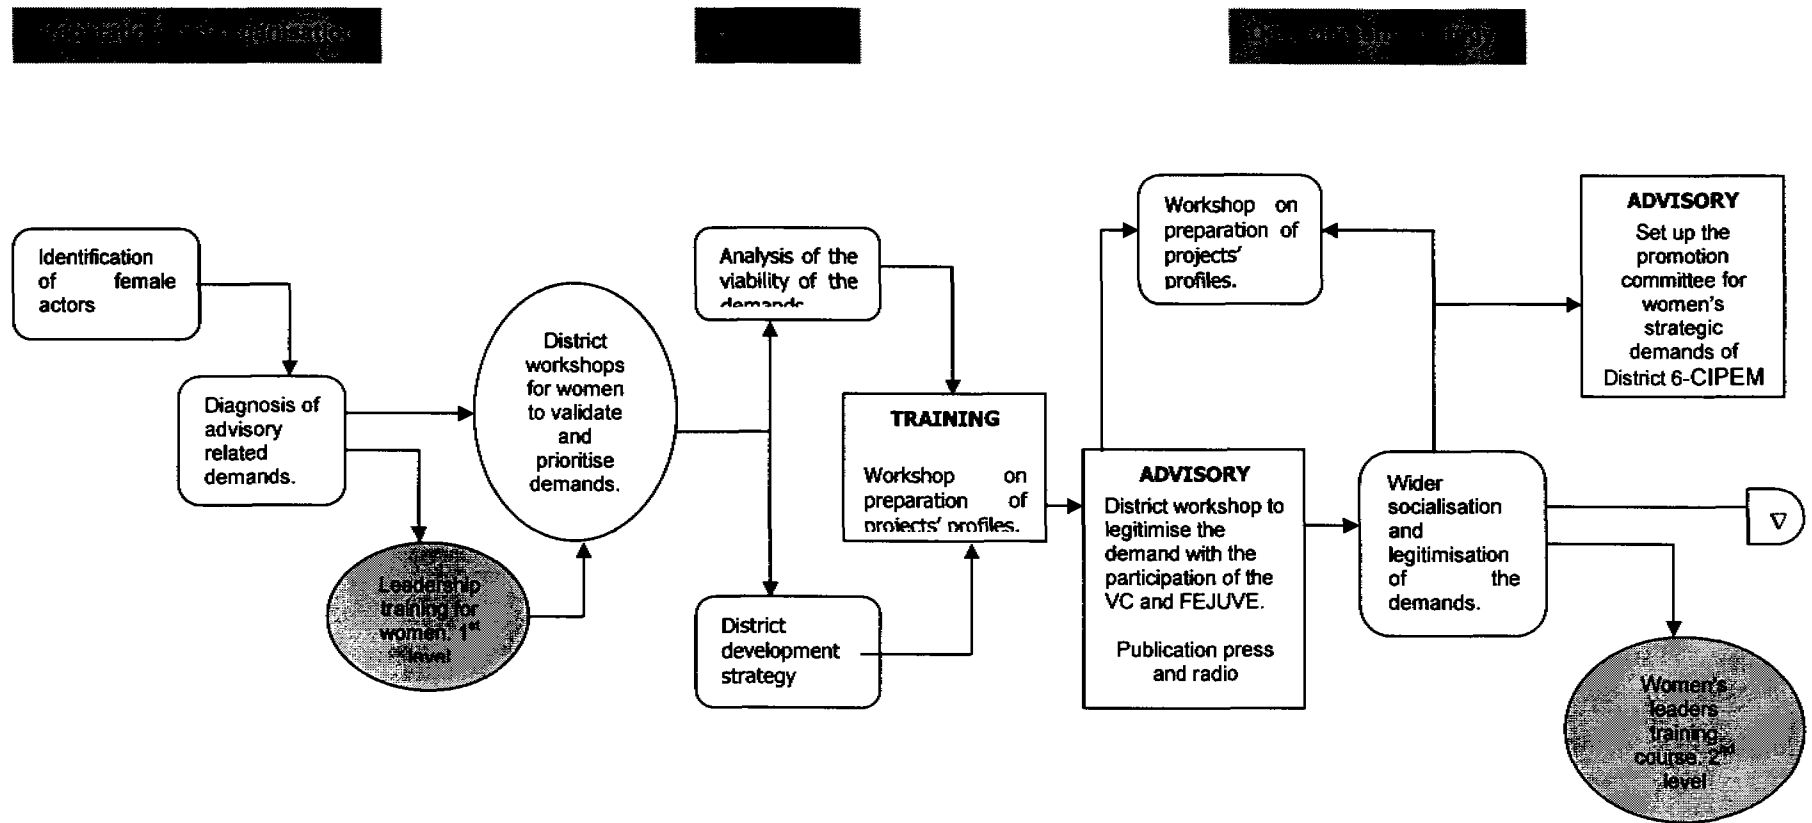 Identification
of female
actors
Diagnosis of
advisory
related
demands.
Leadership
training for
women. 1st
level
District
workshops
for women
to validate
and
prioritise
demands.
Analysis of the
viability of the
demands
District
development
strategy
TRAINING
Workshop on
preparation of
projects' profiles.
Workshop on
preparation of
projects'
profiles.
ADVISORY
District workshop to
legitimise the
demand with the
participation of the
VC and FEJUVE.
Publication press
and radio
Wider
socialisation
and
legitimisation
of the
demands.
ADVISORY
Set up the
promotion
committee for
women's
strategic
demands of
District 6-CIPEM
∇
Women's
leaders
training
course. 2nd
level